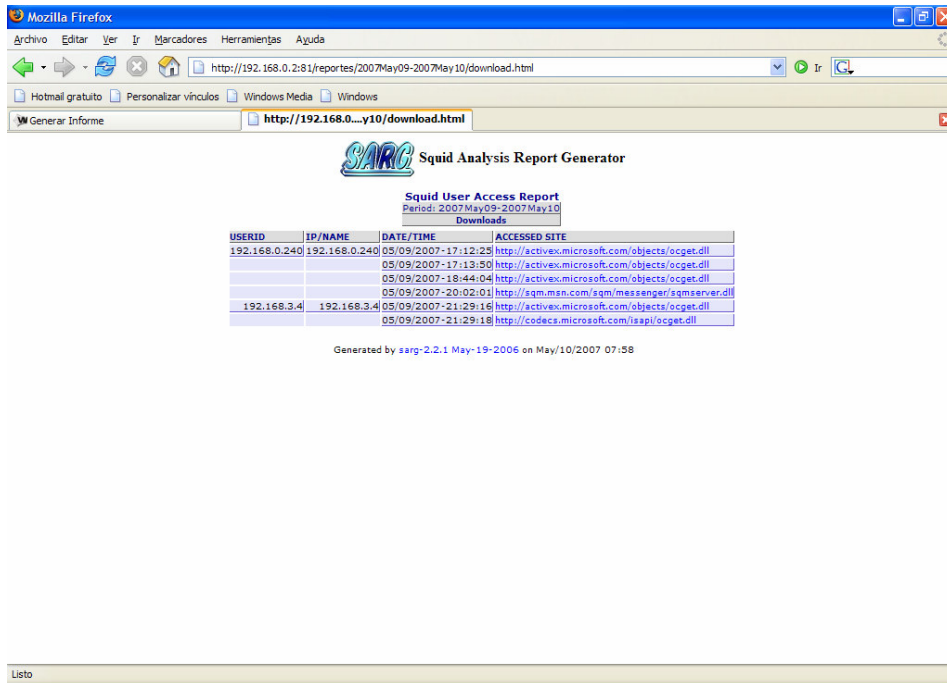 Mozilla Firefox
Archivo Editar Ver Ir Marcadores Herramientas Ayuda
http://192.168.0.2:81/reportes/2007May09-2007May10/download.html Ir G
Hotmail gratuito Personalizar vínculos Windows Media Windows
Generar Informe http://192.168.0....y10/download.html
SARG Squid Analysis Report Generator
Squid User Access Report
Period: 2007May09-2007May10
Downloads
USERID IP/NAME DATE/TIME ACCESSED SITE
192.168.0.240 192.168.0.240 05/09/2007-17:12:25 http://activex.microsoft.com/objects/ocget.dll
05/09/2007-17:13:50 http://activex.microsoft.com/objects/ocget.dll
05/09/2007-18:44:04 http://activex.microsoft.com/objects/ocget.dll
05/09/2007-20:02:01 http://sqm.msn.com/sqm/messenger/sqmserver.dll
192.168.3.4 192.168.3.4 05/09/2007-21:29:16 http://activex.microsoft.com/objects/ocget.dll
05/09/2007-21:29:18 http://codecs.microsoft.com/isapi/ocget.dll
Generated by sarg-2.2.1 May-19-2006 on May/10/2007 07:58
Listo